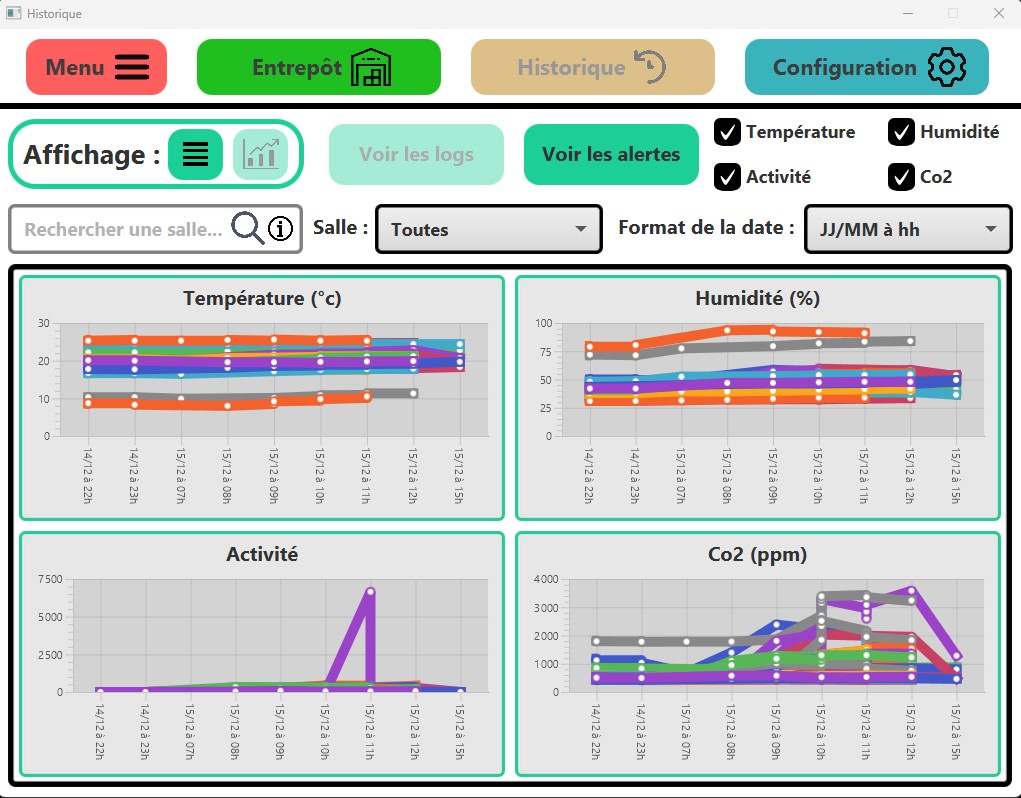 Historique
Menu
Entrepôt
Historique
Configuration
Affichage :
Voir les logs
Voir les alertes
Température
Humidité
Activité
Co2
Rechercher une salle...
Salle :
Toutes
Format de la date :
JJ/MM à hh
Température (°c)
30
20
10
0
14/12 à 22h
14/12 à 23h
15/12 à 07h
15/12 à 08h
15/12 à 09h
15/12 à 10h
15/12 à 11h
15/12 à 12h
15/12 à 15h
Humidité (%)
100
75
50
25
0
14/12 à 22h
14/12 à 23h
15/12 à 07h
15/12 à 08h
15/12 à 09h
15/12 à 10h
15/12 à 11h
15/12 à 12h
15/12 à 15h
Activité
7 500
5 000
2 500
0
14/12 à 22h
14/12 à 23h
15/12 à 07h
15/12 à 08h
15/12 à 09h
15/12 à 10h
15/12 à 11h
15/12 à 12h
15/12 à 15h
Co2 (ppm)
4 000
3 000
2 000
1 000
0
14/12 à 22h
14/12 à 23h
15/12 à 07h
15/12 à 08h
15/12 à 09h
15/12 à 10h
15/12 à 11h
15/12 à 12h
15/12 à 15h